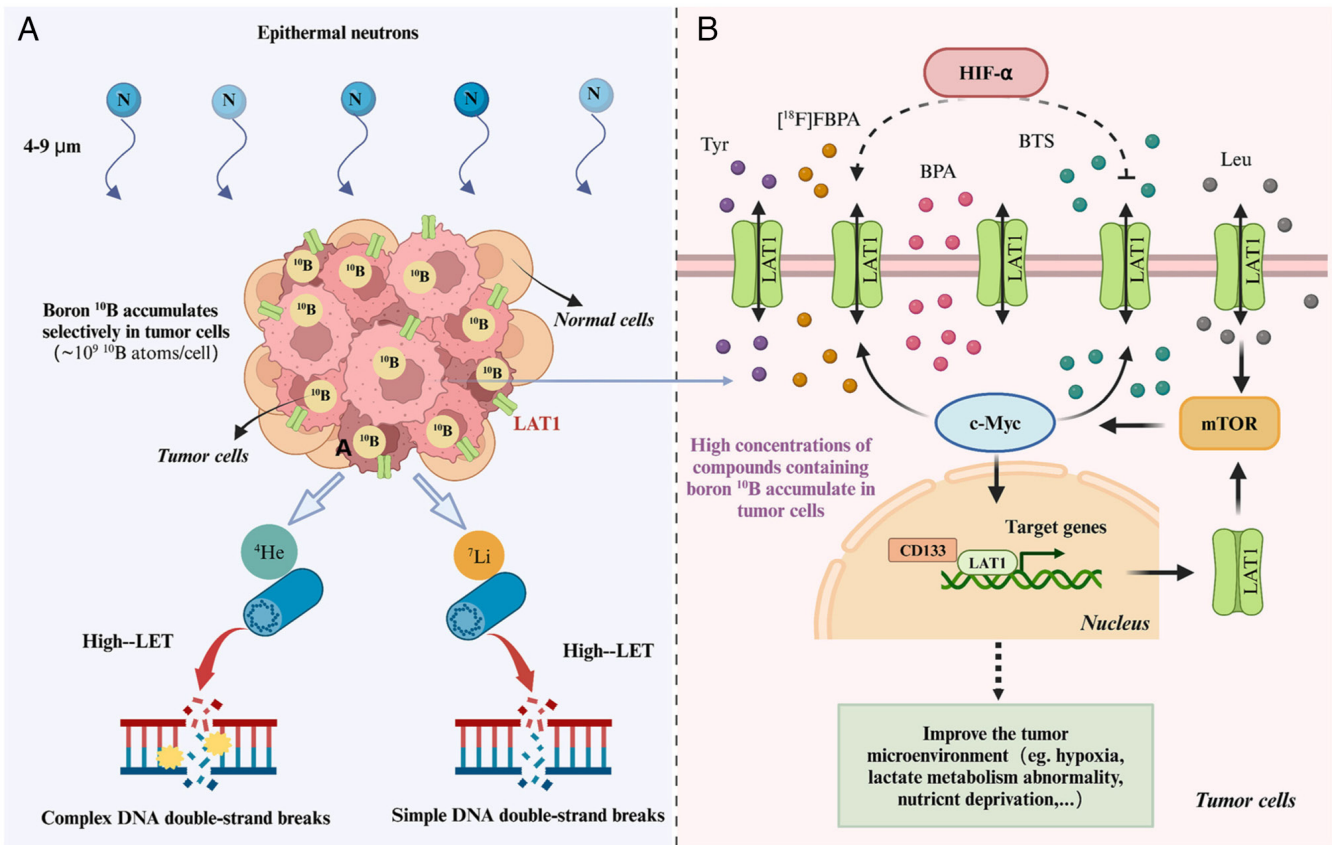 A
Epithermal neutrons
N
N
N
N
N
4-9 μm
Boron ¹⁰B accumulates
selectively in tumor cells
(~10⁹ ¹⁰B atoms/cell)
¹⁰B
¹⁰B
¹⁰B
¹⁰B
¹⁰B
¹⁰B
¹⁰B
¹⁰B
¹⁰B
¹⁰B
A
Normal cells
LAT1
Tumor cells
⁴He
⁷Li
High--LET
High--LET
Complex DNA double-strand breaks
Simple DNA double-strand breaks
B
HIF-α
Tyr
[¹⁸F]FBPA
BPA
BTS
Leu
LAT1
LAT1
LAT1
LAT1
LAT1
c-Myc
mTOR
High concentrations of
compounds containing
boron ¹⁰B accumulate in
tumor cells
Target genes
CD133
LAT1
LAT1
Nucleus
Improve the tumor
microenvironment (eg. hypoxia,
lactate metabolism abnormality,
nutricnt deprivation,...)
Tumor cells